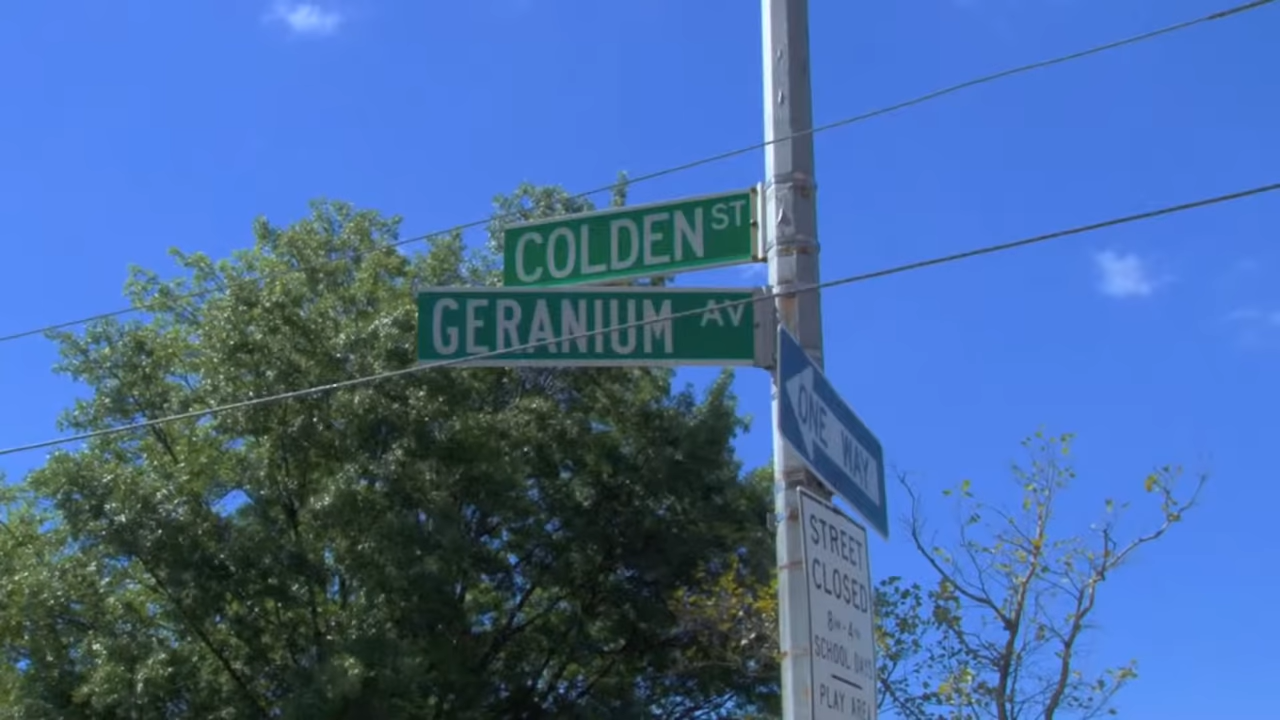 COLDEN ST
GERANIUM AV
ONE WAY
STREET
CLOSED
8AM-4PM
SCHOOL DAYS
PLAY AREA